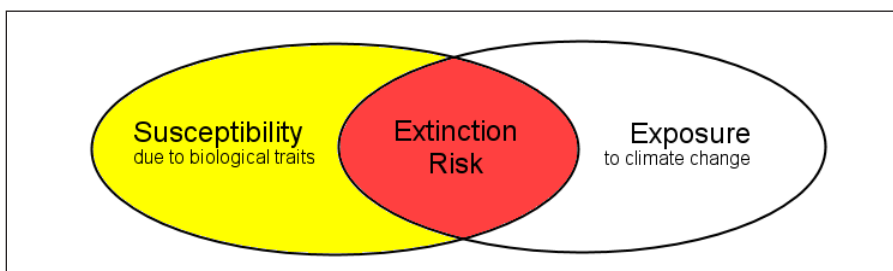 Susceptibility
due to biological traits
Extinction
Risk
Exposure
to climate change